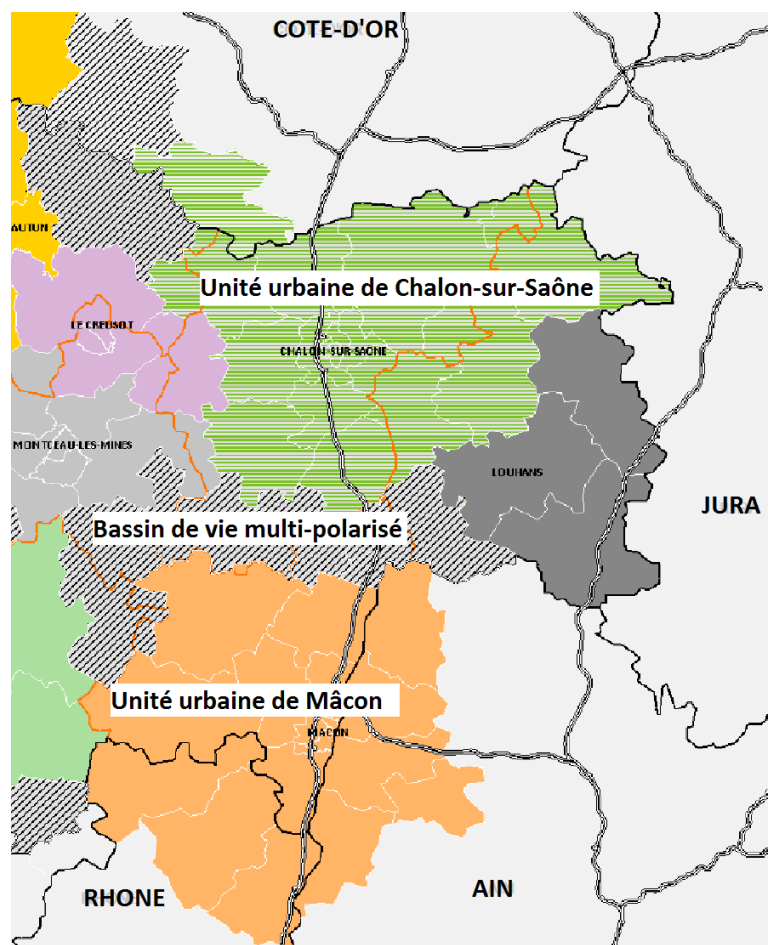 COTE-D'OR
AUTUN
Unité urbaine de Chalon-sur-Saône
LE CREUSOT
CHALON-SUR-SAONE
MONTCEAU-LES-MINES
LOUHANS
JURA
Bassin de vie multi-polarisé
Unité urbaine de Mâcon
MACON
AIN
RHONE